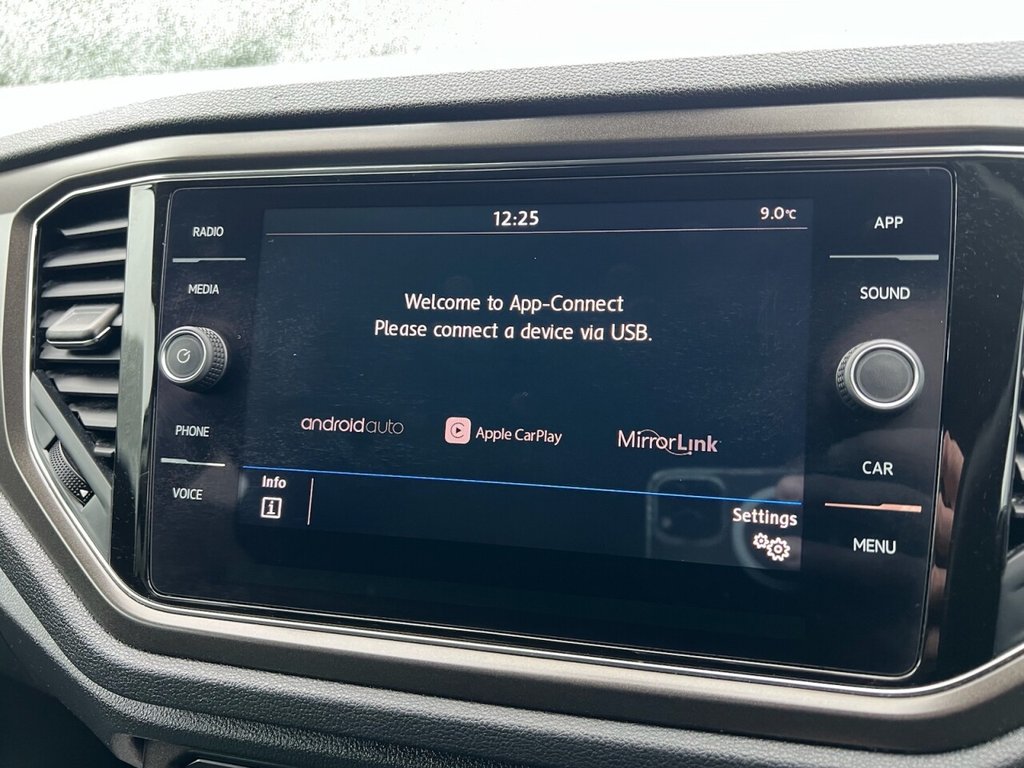 12:25
9.0°C
RADIO
MEDIA
PHONE
VOICE
Welcome to App-Connect
Please connect a device via USB.
androidauto
Apple CarPlay
MirrorLink
Info
i
Settings
APP
SOUND
CAR
MENU